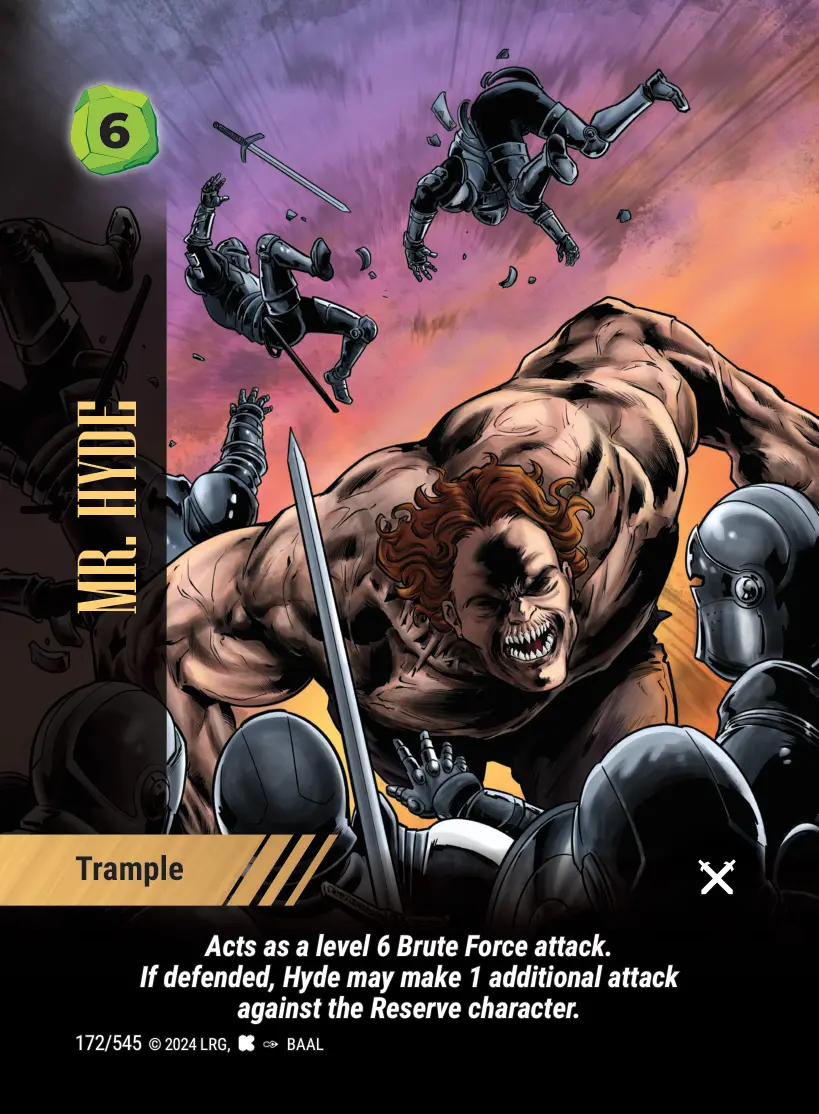 6
MR. HYDE
Trample
Acts as a level 6 Brute Force attack.
If defended, Hyde may make 1 additional attack
against the Reserve character.
172/545 © 2024 LRG, BAAL